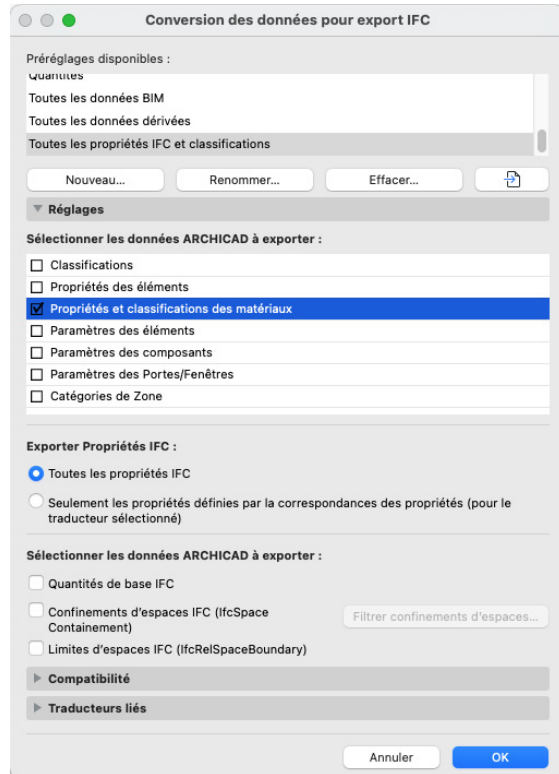 Conversion des données pour export IFC
Préréglages disponibles :
Quantités
Toutes les données BIM
Toutes les données dérivées
Toutes les propriétés IFC et classifications
Nouveau... Renommer... Effacer...
Réglages
Sélectionner les données ARCHICAD à exporter :
Classifications
Propriétés des éléments
Propriétés et classifications des matériaux
Paramètres des éléments
Paramètres des composants
Paramètres des Portes/Fenêtres
Catégories de Zone
Exporter Propriétés IFC :
Toutes les propriétés IFC
Seulement les propriétés définies par la correspondances des propriétés (pour le
traducteur sélectionné)
Sélectionner les données ARCHICAD à exporter :
Quantités de base IFC
Confinements d'espaces IFC (IfcSpace
Containement)
Filtrer confinements d'espaces...
Limites d'espaces IFC (IfcRelSpaceBoundary)
Compatibilité
Traducteurs liés
Annuler OK